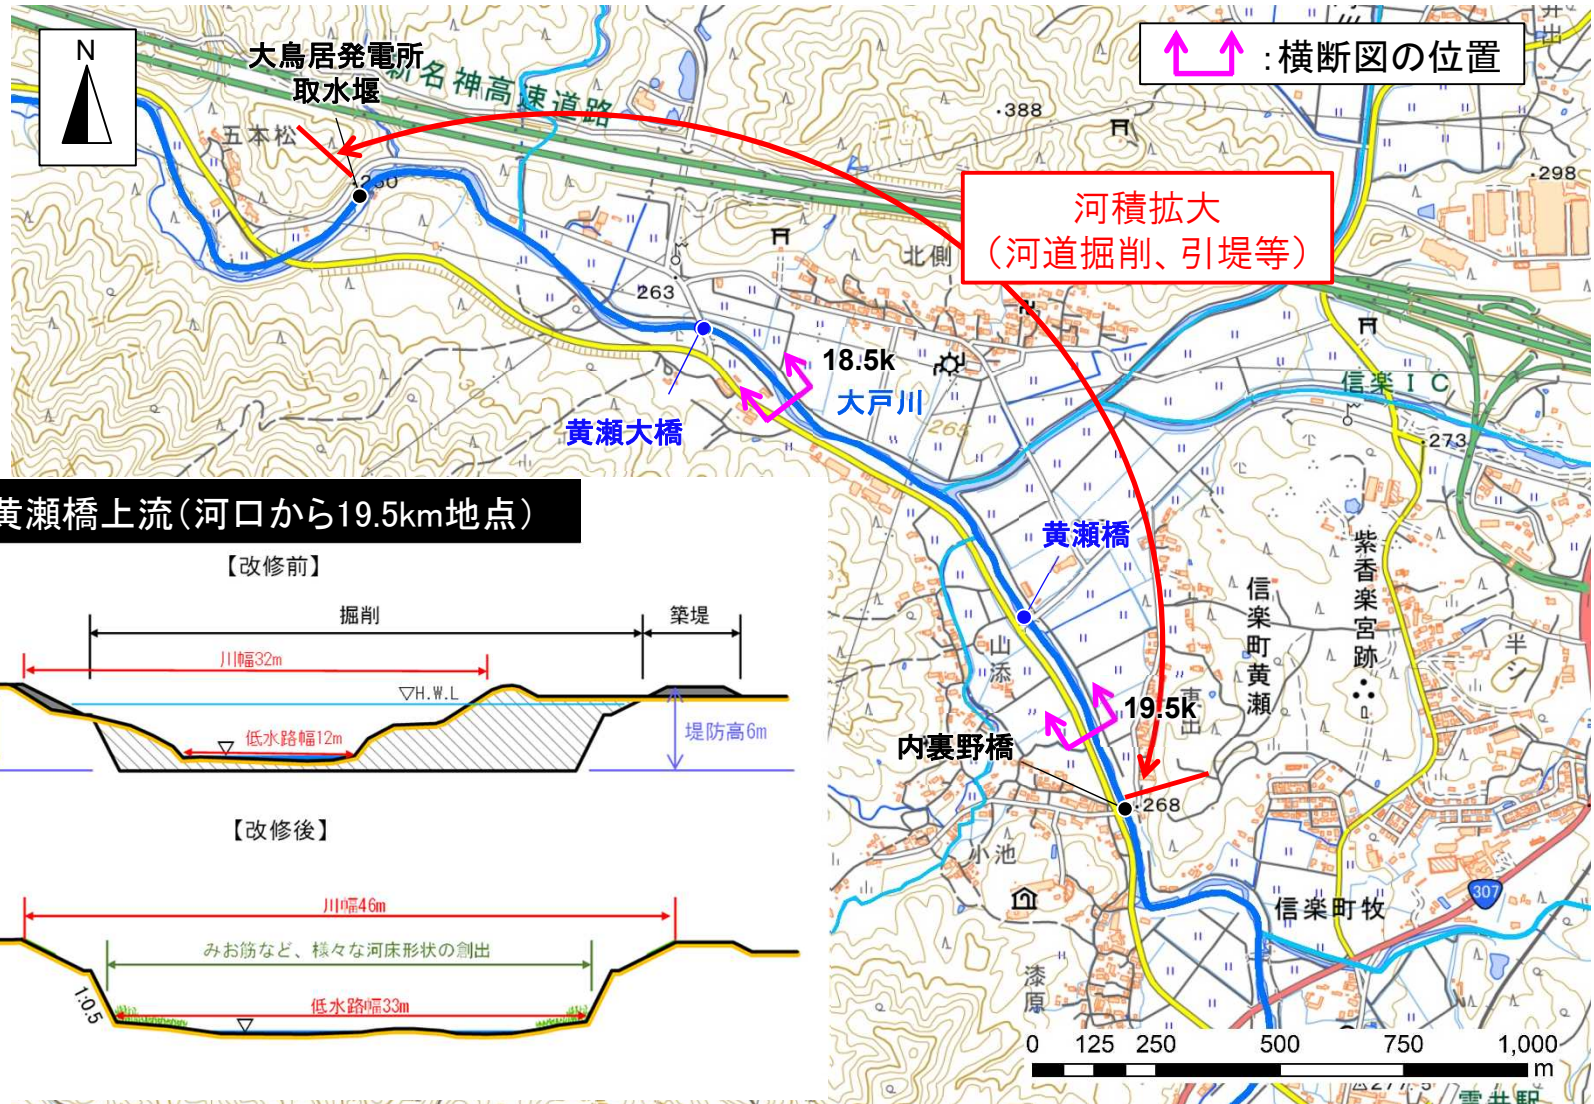 N
大鳥居発電所
取水堰
新名神高速道路
：横断図の位置
五本松
・388
・298
河積拡大
（河道掘削、引堤等）
北側
263
18.5k
大戸川
265
信楽ＩＣ
・273
黄瀬大橋
黄瀬橋上流（河口から19.5km地点）
【改修前】
掘削
築堤
川幅32m
▽H.W.L
低水路幅12m
堤防高6m
【改修後】
川幅46m
みお筋など、様々な河床形状の創出
低水路幅33m
1:0.5
黄瀬橋
紫香楽宮跡
信楽町黄瀬
山添
19.5k
内裏野橋
・268
小池
307
信楽町牧
漆原
0 125 250 500 750 1,000
m
雲井駅